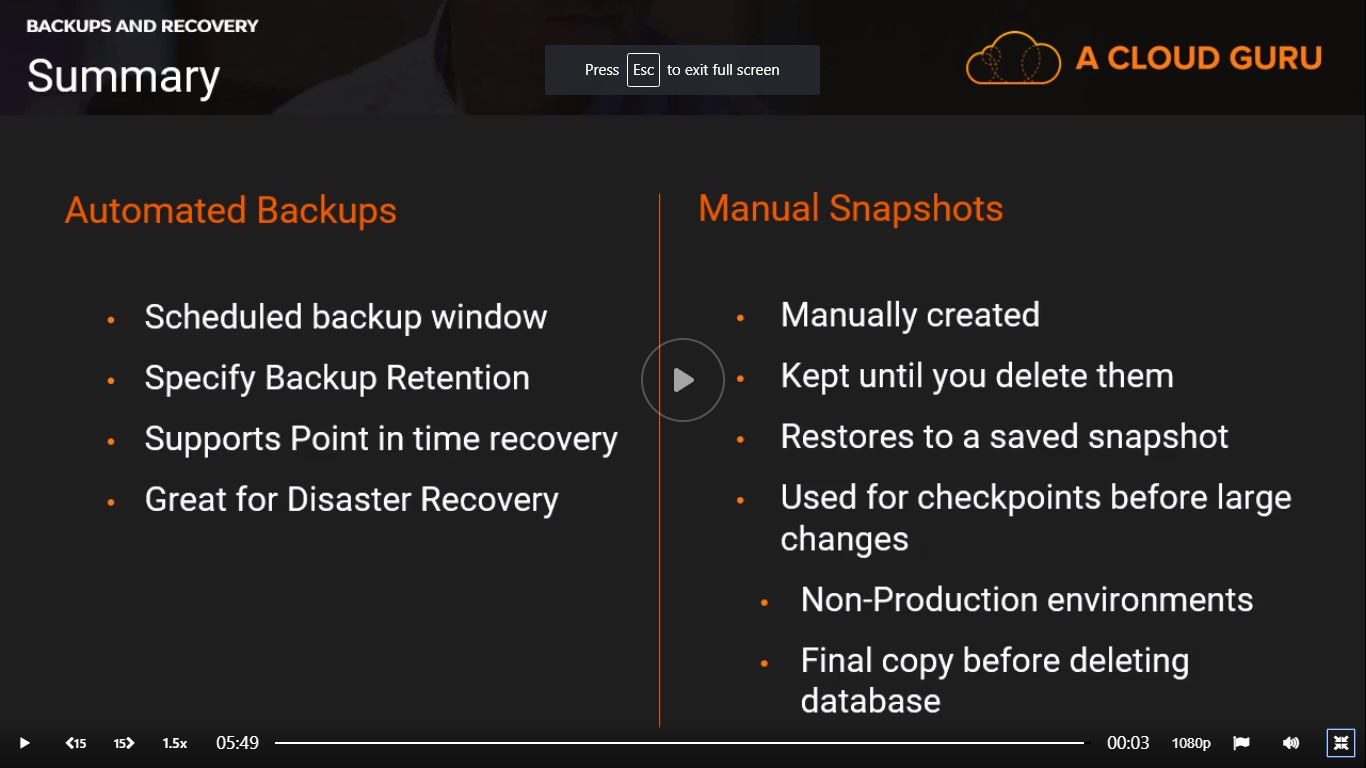 BACKUPS AND RECOVERY
Summary
Press Esc to exit full screen
A CLOUD GURU
Automated Backups
Scheduled backup window
Specify Backup Retention
Supports Point in time recovery
Great for Disaster Recovery
Manual Snapshots
Manually created
Kept until you delete them
Restores to a saved snapshot
Used for checkpoints before large
changes
Non-Production environments
Final copy before deleting
database
15
15
1.5x
05:49
00:03
1080p